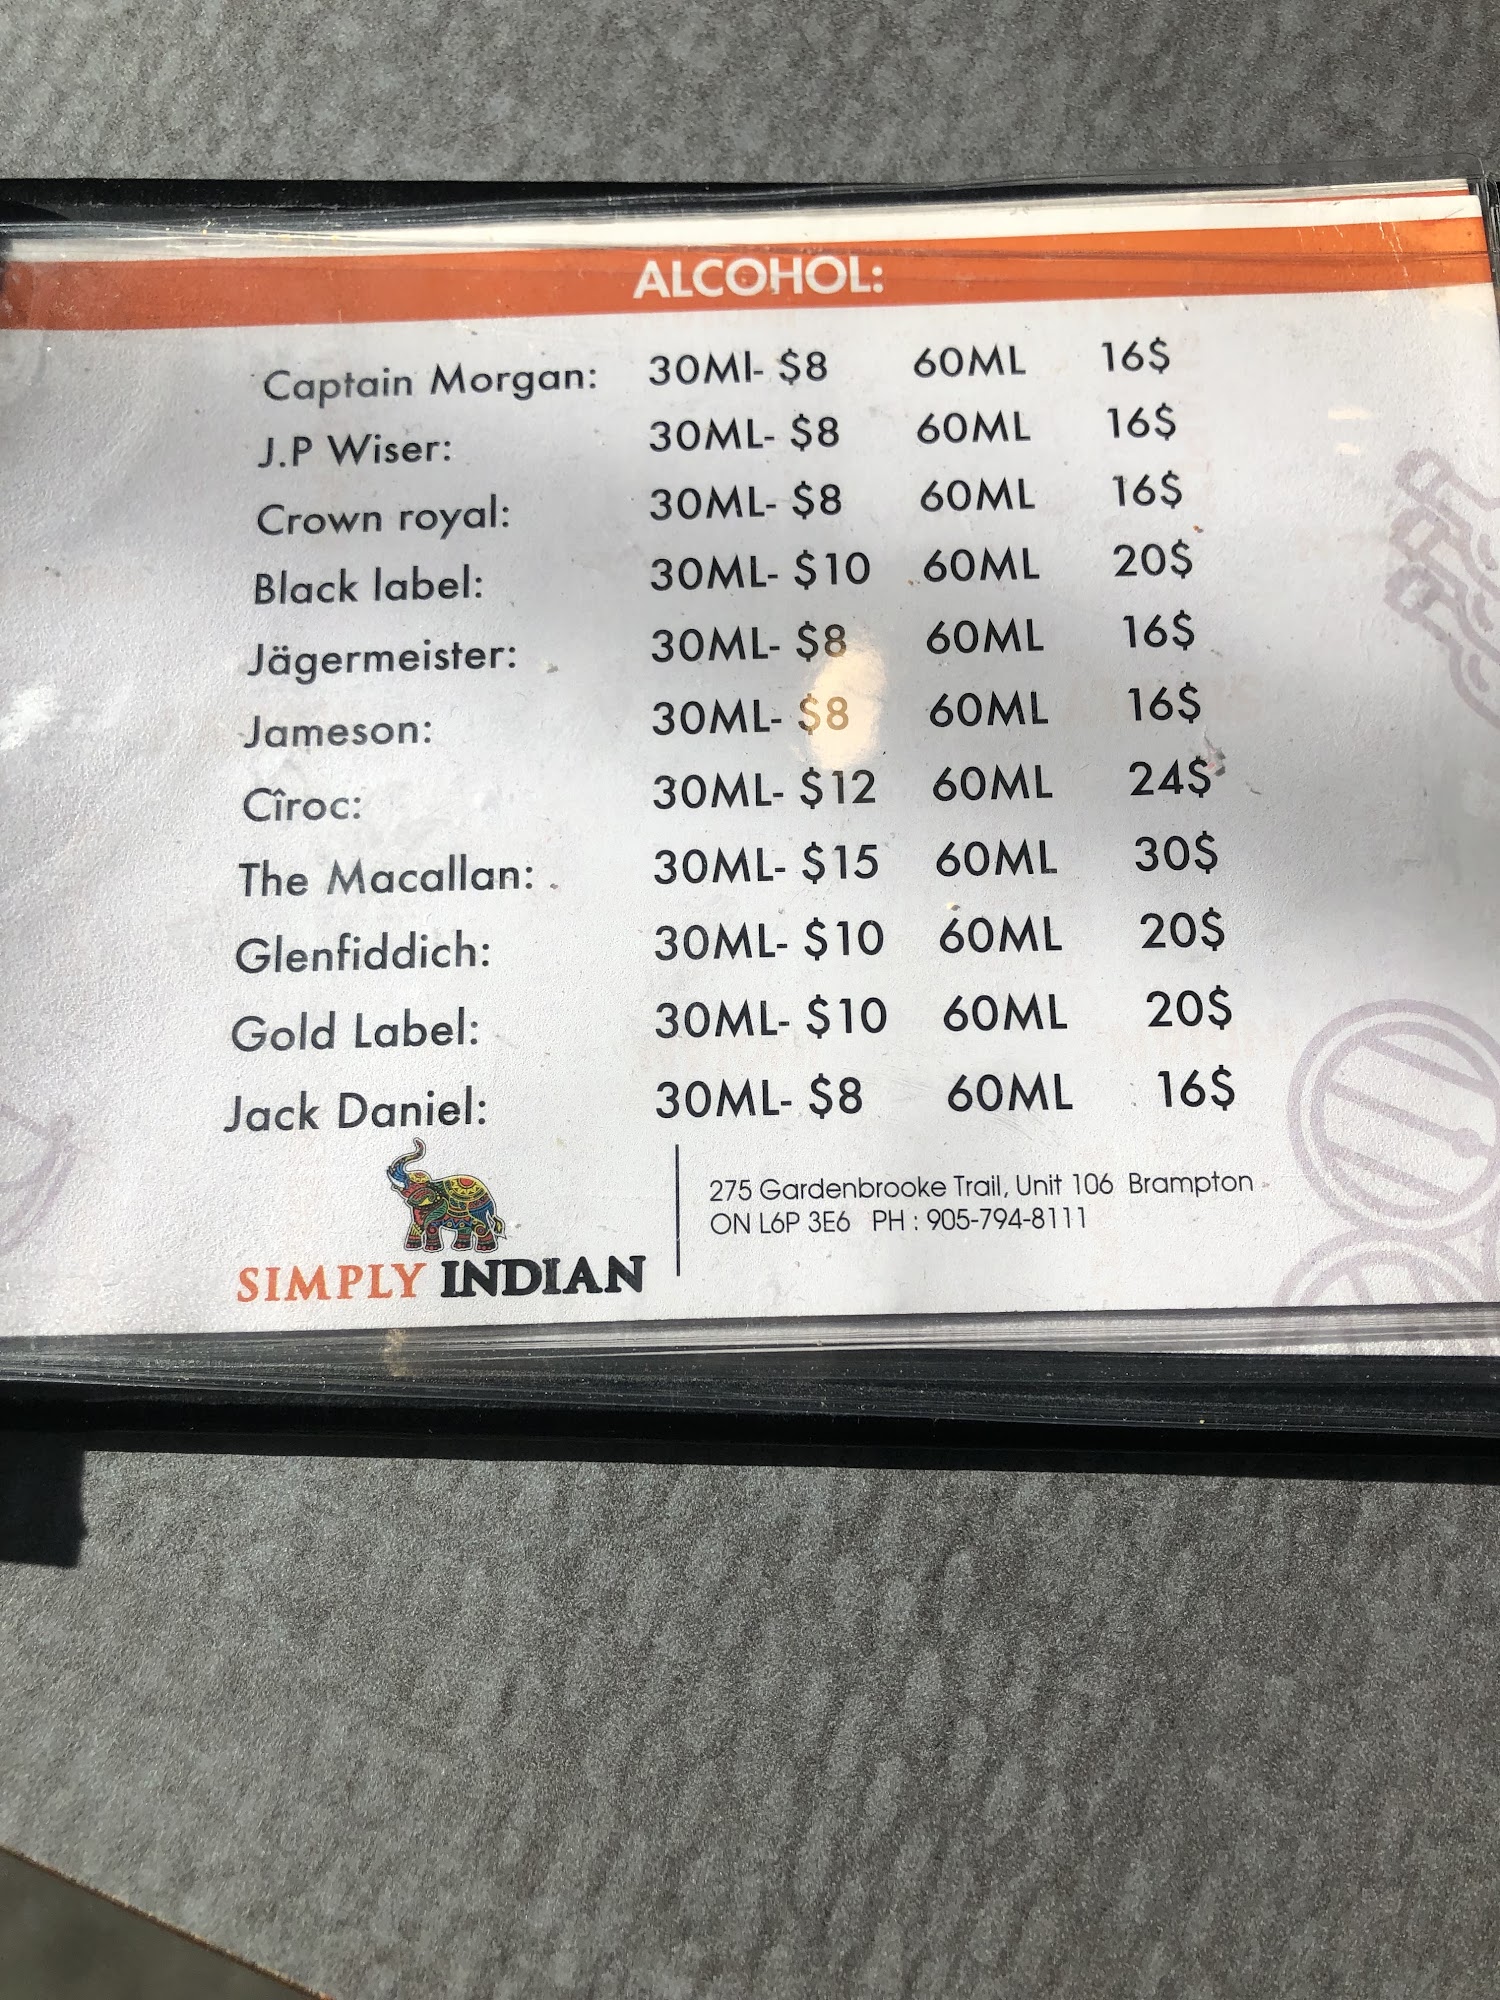 ALCOHOL:
Captain Morgan: 30Ml- $8 60ML 16$
J.P Wiser: 30ML- $8 60ML 16$
Crown royal: 30ML- $8 60ML 16$
Black label: 30ML- $10 60ML 20$
Jägermeister: 30ML- $8 60ML 16$
Jameson: 30ML- $8 60ML 16$
Cîroc: 30ML- $12 60ML 24$
The Macallan: 30ML- $15 60ML 30$
Glenfiddich: 30ML- $10 60ML 20$
Gold Label: 30ML- $10 60ML 20$
Jack Daniel: 30ML- $8 60ML 16$
SIMPLY INDIAN
275 Gardenbrooke Trail, Unit 106 Brampton
ON L6P 3E6 PH : 905-794-8111